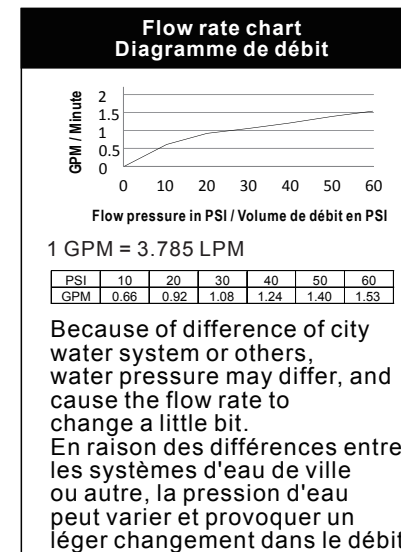 Flow rate chart
Diagramme de débit
GPM / Minute
2
1.5
1
0.5
0
0 10 20 30 40 50 60
Flow pressure in PSI / Volume de débit en PSI
1 GPM = 3.785 LPM
PSI 10 20 30 40 50 60
GPM 0.66 0.92 1.08 1.24 1.40 1.53
Because of difference of city
water system or others,
water pressure may differ, and
cause the flow rate to
change a little bit.
En raison des différences entre
les systèmes d'eau de ville
ou autre, la pression d'eau
peut varier et provoquer un
léger changement dans le débit